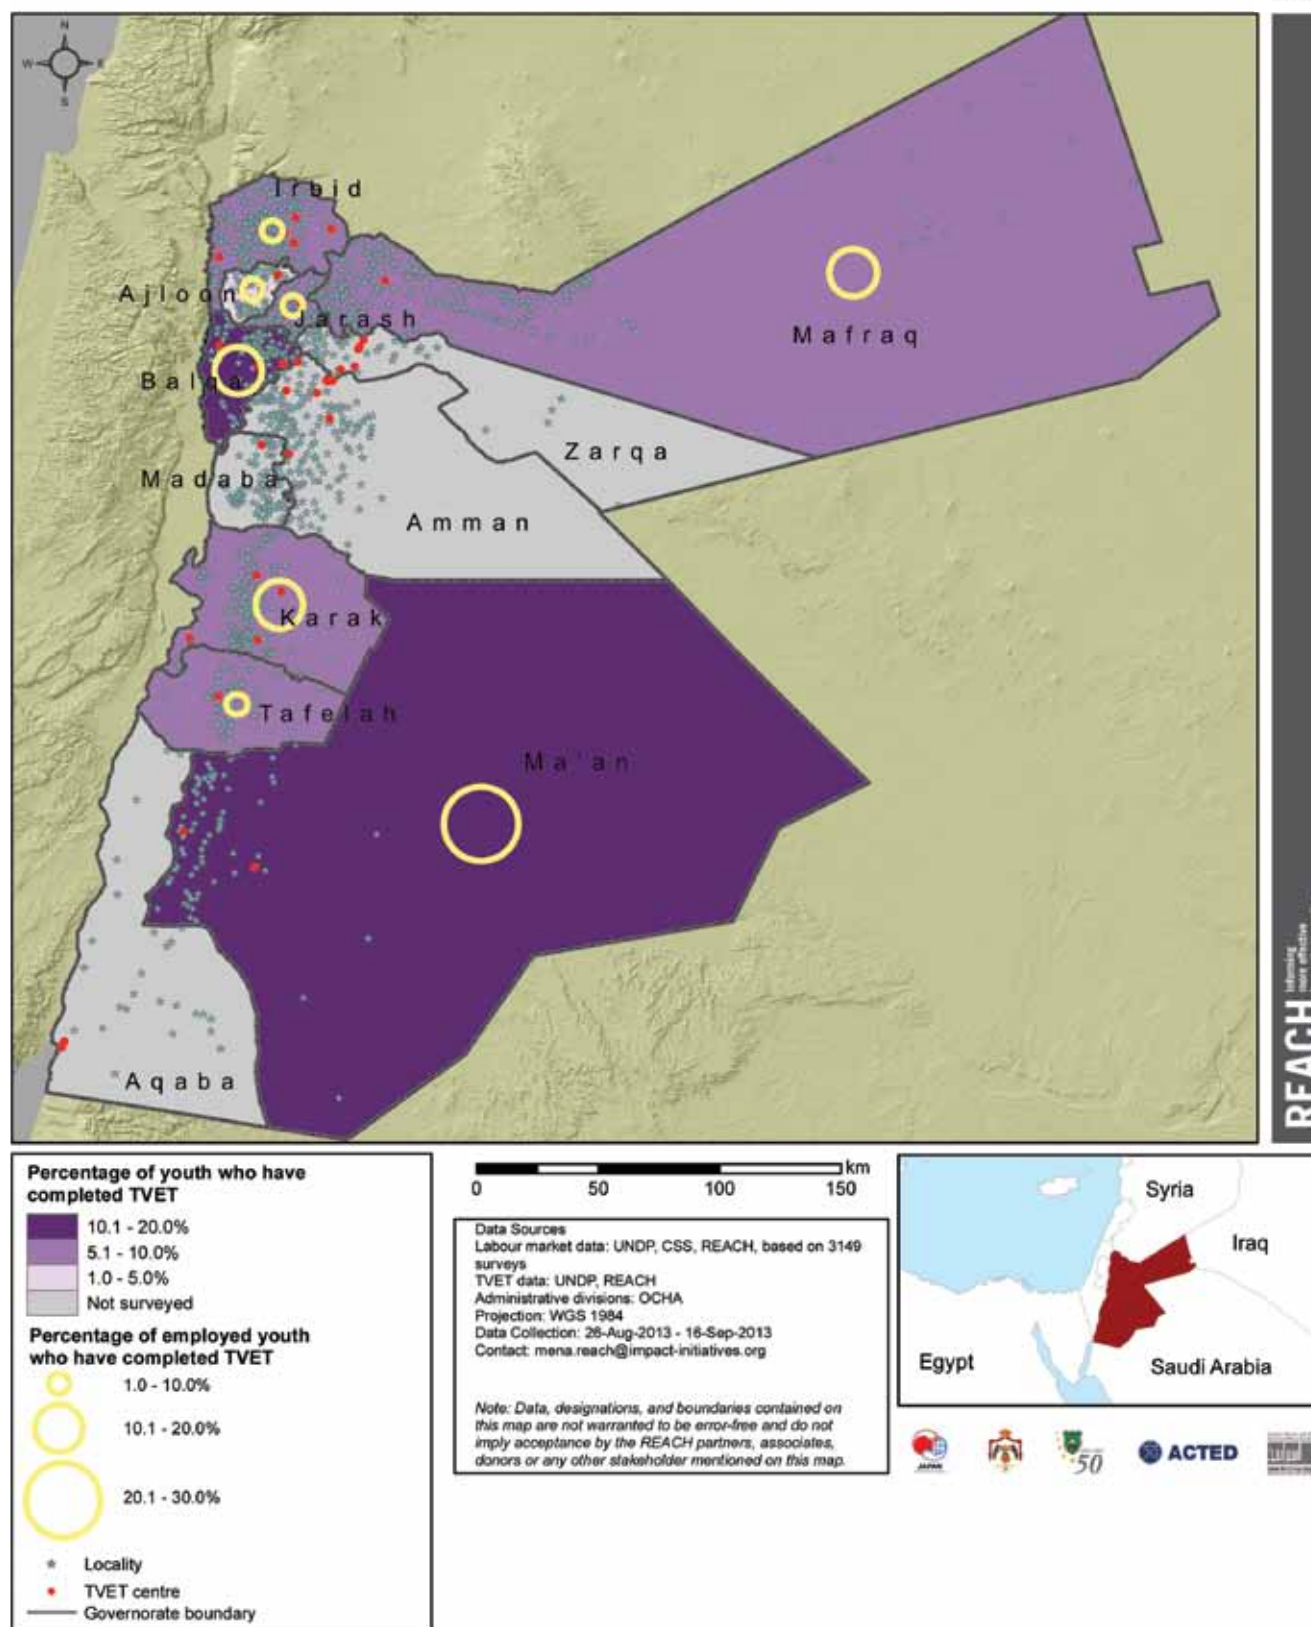 N
W
E
S
Irbid
Ajloon
Jarash
Mafraq
Balqa
Zarqa
Madaba
Amman
Karak
Tafelah
Ma'an
Aqaba
REACH
Informing
more effective
Percentage of youth who have
completed TVET
10.1 - 20.0%
5.1 - 10.0%
1.0 - 5.0%
Not surveyed
Percentage of employed youth
who have completed TVET
1.0 - 10.0%
10.1 - 20.0%
20.1 - 30.0%
Locality
TVET centre
Governorate boundary
km
0 50 100 150
Data Sources
Labour market data: UNDP, CSS, REACH, based on 3149
surveys
TVET data: UNDP, REACH
Administrative divisions: OCHA
Projection: WGS 1984
Data Collection: 26-Aug-2013 - 16-Sep-2013
Contact: mena.reach@impact-initiatives.org
Note: Data, designations, and boundaries contained on
this map are not warranted to be error-free and do not
imply acceptance by the REACH partners, associates,
donors or any other stakeholder mentioned on this map.
Syria
Iraq
Egypt
Saudi Arabia
JAPAN
50
ACTED